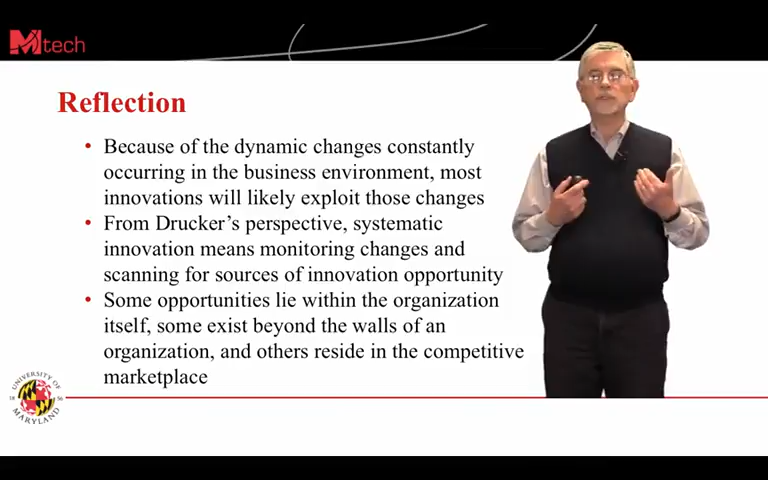 Mtech
Reflection
• Because of the dynamic changes constantly
occurring in the business environment, most
innovations will likely exploit those changes
• From Drucker's perspective, systematic
innovation means monitoring changes and
scanning for sources of innovation opportunity
• Some opportunities lie within the organization
itself, some exist beyond the walls of an
organization, and others reside in the competitive
marketplace
UNIVERSITY OF
18 56
MARYLAND